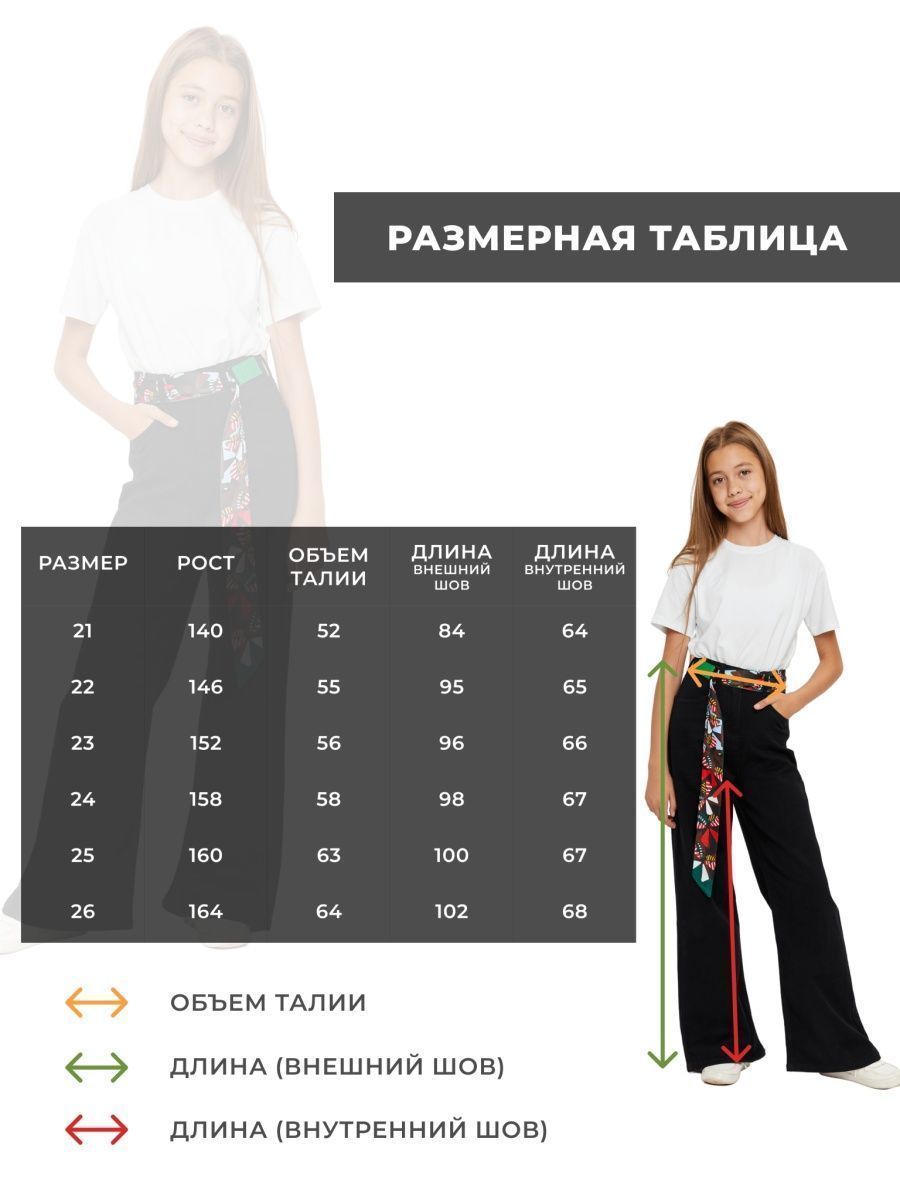 РАЗМЕРНАЯ ТАБЛИЦА
РАЗМЕР РОСТ ОБЪЕМ ТАЛИИ ДЛИНА ВНЕШНИЙ ШОВ ДЛИНА ВНУТРЕННИЙ ШОВ
21 140 52 84 64
22 146 55 95 65
23 152 56 96 66
24 158 58 98 67
25 160 63 100 67
26 164 64 102 68
ОБЪЕМ ТАЛИИ
ДЛИНА (ВНЕШНИЙ ШОВ)
ДЛИНА (ВНУТРЕННИЙ ШОВ)